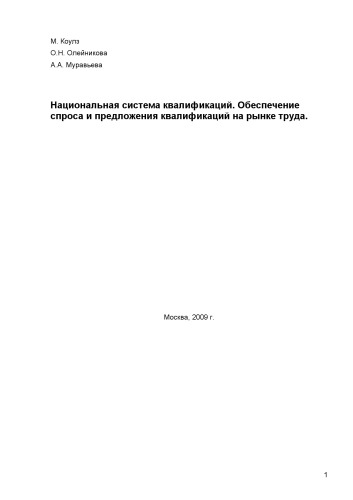 М. Коулз
О.Н. Олейникова
А.А. Муравьева
Национальная система квалификаций. Обеспечение
спроса и предложения квалификаций на рынке труда.
Москва, 2009 г.
1